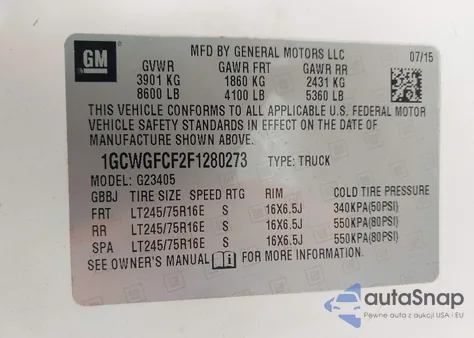 GM
MFD BY GENERAL MOTORS LLC 07/15
GVWR GAWR FRT GAWR RR
3901 KG 1860 KG 2431 KG
8600 LB 4100 LB 5360 LB
THIS VEHICLE CONFORMS TO ALL APPLICABLE U.S. FEDERAL MOTOR
VEHICLE SAFETY STANDARDS IN EFFECT ON THE DATE OF
MANUFACTURE SHOWN ABOVE.
1GCWGFCF2F1280273 TYPE: TRUCK
MODEL: G23405
GBBJ TIRE SIZE SPEED RTG RIM COLD TIRE PRESSURE
FRT LT245/75R16E S 16X6.5J 340KPA(50PSI)
RR LT245/75R16E S 16X6.5J 550KPA(80PSI)
SPA LT245/75R16E S 16X6.5J 550KPA(80PSI)
SEE OWNER'S MANUAL FOR MORE INFORMATION.
autaSnap
Pewne auta z aukcji USA i EU